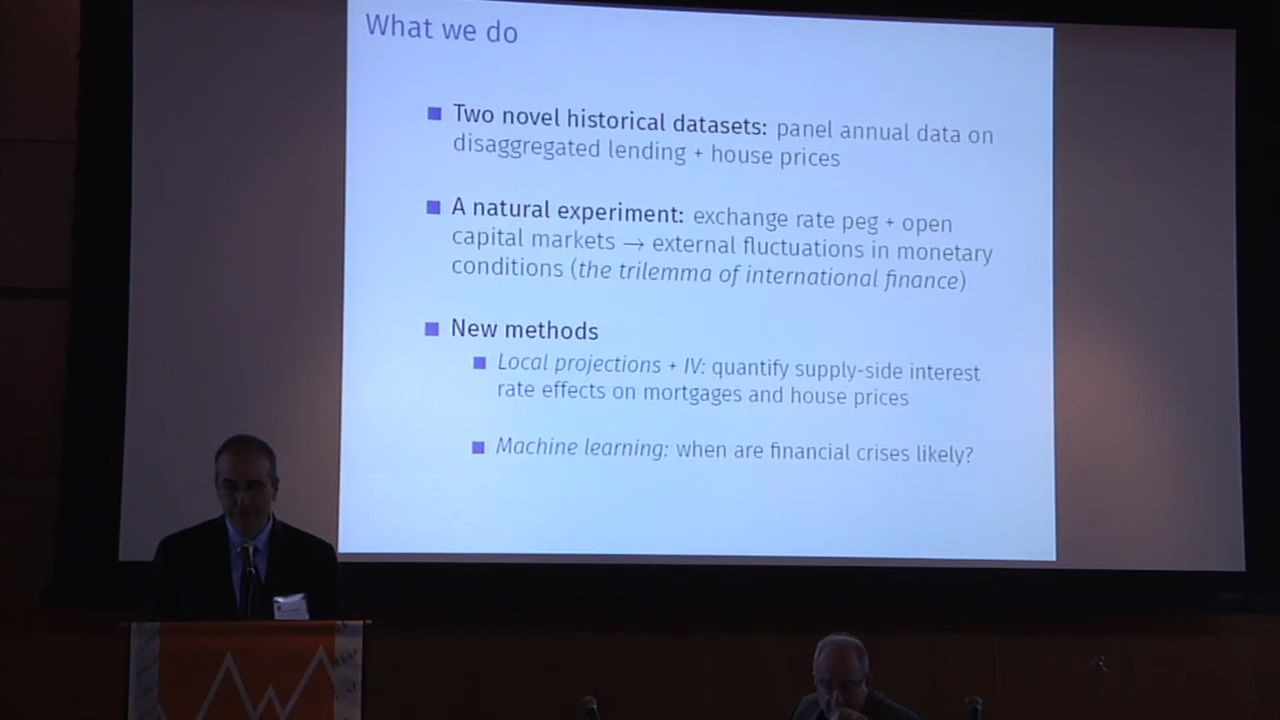 What we do
■ Two novel historical datasets: panel annual data on
disaggregated lending + house prices
■ A natural experiment: exchange rate peg + open
capital markets → external fluctuations in monetary
conditions (the trilemma of international finance)
■ New methods
■ Local projections + IV: quantify supply-side interest
rate effects on mortgages and house prices
■ Machine learning: when are financial crises likely?